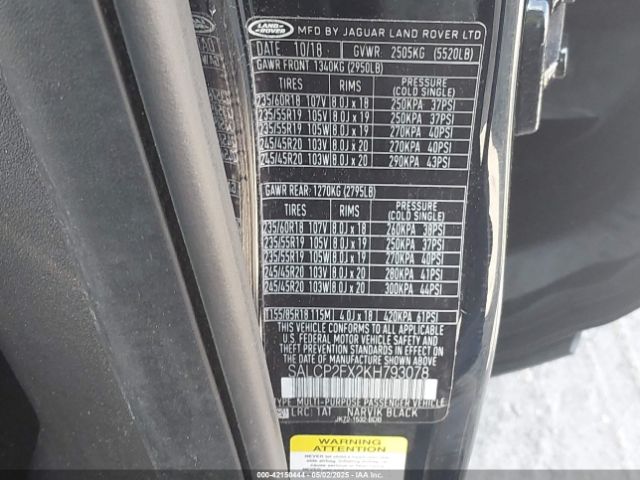 LAND-ROVER MFD BY JAGUAR LAND ROVER LTD
DATE 10/18 GVWR 2505KG (5520LB)
GAWR FRONT 1340KG (2950LB)
TIRES RIMS PRESSURE (COLD SINGLE)
235/60R18 107V 8.0J x 18 250KPA 37PSI
235/55R19 105V 8.0J x 19 250KPA 37PSI
235/55R19 105W 8.0J x 19 270KPA 40PSI
245/45R20 103V 8.0J x 20 270KPA 40PSI
245/45R20 103W 8.0J x 20 290KPA 43PSI
GAWR REAR: 1270KG (2795LB)
TIRES RIMS PRESSURE (COLD SINGLE)
235/60R18 107V 8.0J x 18 260KPA 38PSI
235/55R19 105V 8.0J x 19 250KPA 37PSI
235/55R19 105W 8.0J x 19 270KPA 40PSI
245/45R20 103V 8.0J x 20 280KPA 41PSI
245/45R20 103W 8.0J x 20 300KPA 44PSI
T155/85R18 115M 4.0J x 18 420KPA 61PSI
THIS VEHICLE CONFORMS TO ALL APPLICABLE
U.S FEDERAL MOTOR VEHICLE SAFETY AND
THEFT PREVENTION STANDARDS IN EFFECT ON
THE DATE OF MANUFACTURE SHOWN ABOVE
SALCP2FX2KH793078
TYPE: MULTI-PURPOSE PASSENGER VEHICLE
LRC: 1AT NARVIK BLACK
WARNING
ATTENTION
000-42150444 - 05/02/2025 - IAAI.COM